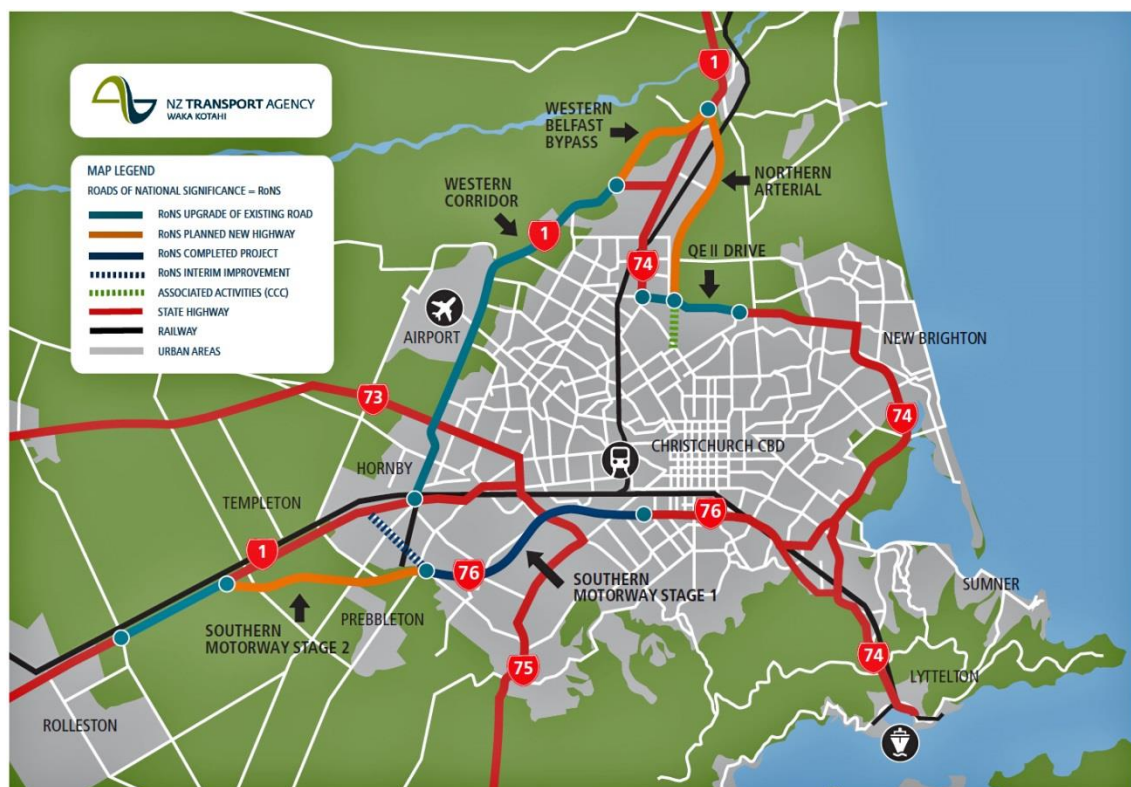 NZ TRANSPORT AGENCY
WAKA KOTAHI
MAP LEGEND
ROADS OF NATIONAL SIGNIFICANCE = RoNS
RoNS UPGRADE OF EXISTING ROAD
RoNS PLANNED NEW HIGHWAY
RoNS COMPLETED PROJECT
RoNS INTERIM IMPROVEMENT
ASSOCIATED ACTIVITIES (CCC)
STATE HIGHWAY
RAILWAY
URBAN AREAS
1
WESTERN
BELFAST
BYPASS
NORTHERN
ARTERIAL
WESTERN
CORRIDOR
1
QE II DRIVE
74
AIRPORT
NEW BRIGHTON
73
74
CHRISTCHURCH CBD
HORNBY
TEMPLETON
76
1
76
SOUTHERN
MOTORWAY STAGE 1
SUMNER
PREBBLETON
SOUTHERN
MOTORWAY STAGE 2
75
74
LYTTELTON
ROLLESTON